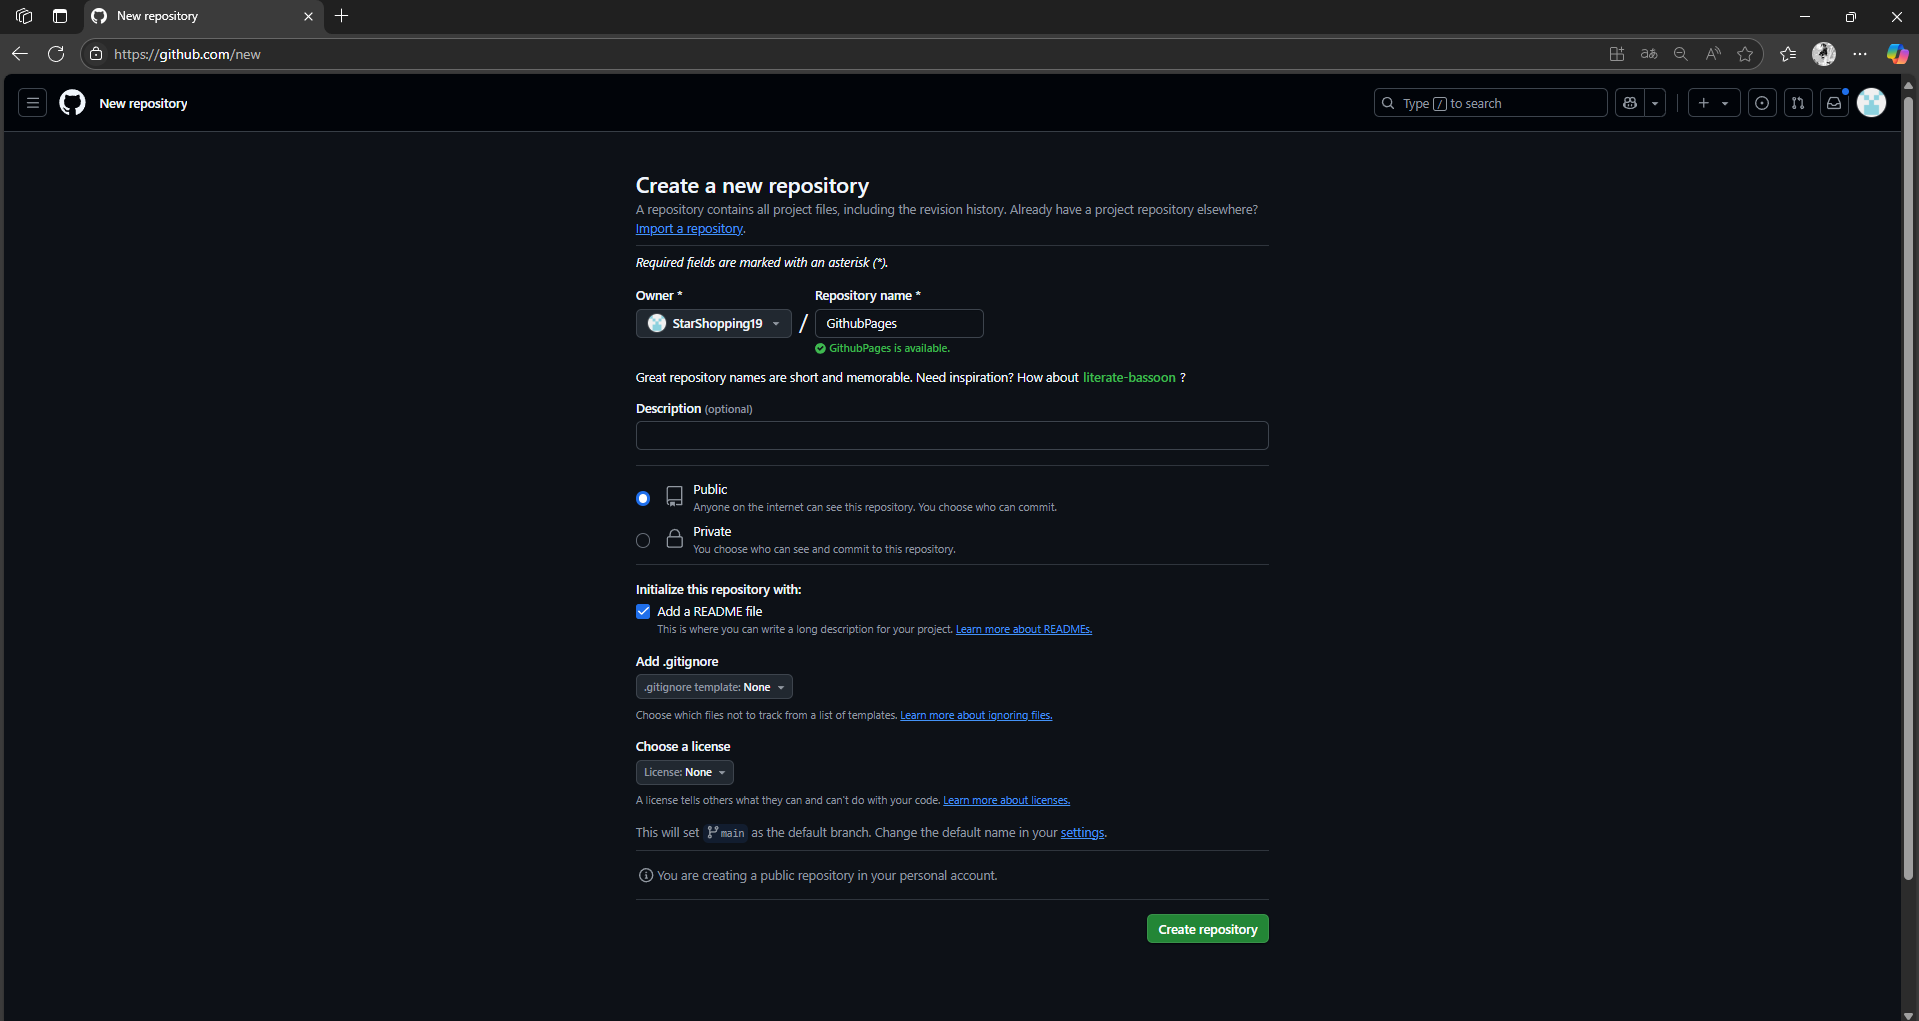 New repository
https://github.com/new
New repository
Type / to search
Create a new repository
A repository contains all project files, including the revision history. Already have a project repository elsewhere?
Import a repository.
Required fields are marked with an asterisk (*).
Owner * Repository name *
StarShopping19 / GithubPages
GithubPages is available.
Great repository names are short and memorable. Need inspiration? How about literate-bassoon ?
Description (optional)
Public
Anyone on the internet can see this repository. You choose who can commit.
Private
You choose who can see and commit to this repository.
Initialize this repository with:
Add a README file
This is where you can write a long description for your project. Learn more about READMEs.
Add .gitignore
.gitignore template: None
Choose which files not to track from a list of templates. Learn more about ignoring files.
Choose a license
License: None
A license tells others what they can and can't do with your code. Learn more about licenses.
This will set main as the default branch. Change the default name in your settings.
You are creating a public repository in your personal account.
Create repository